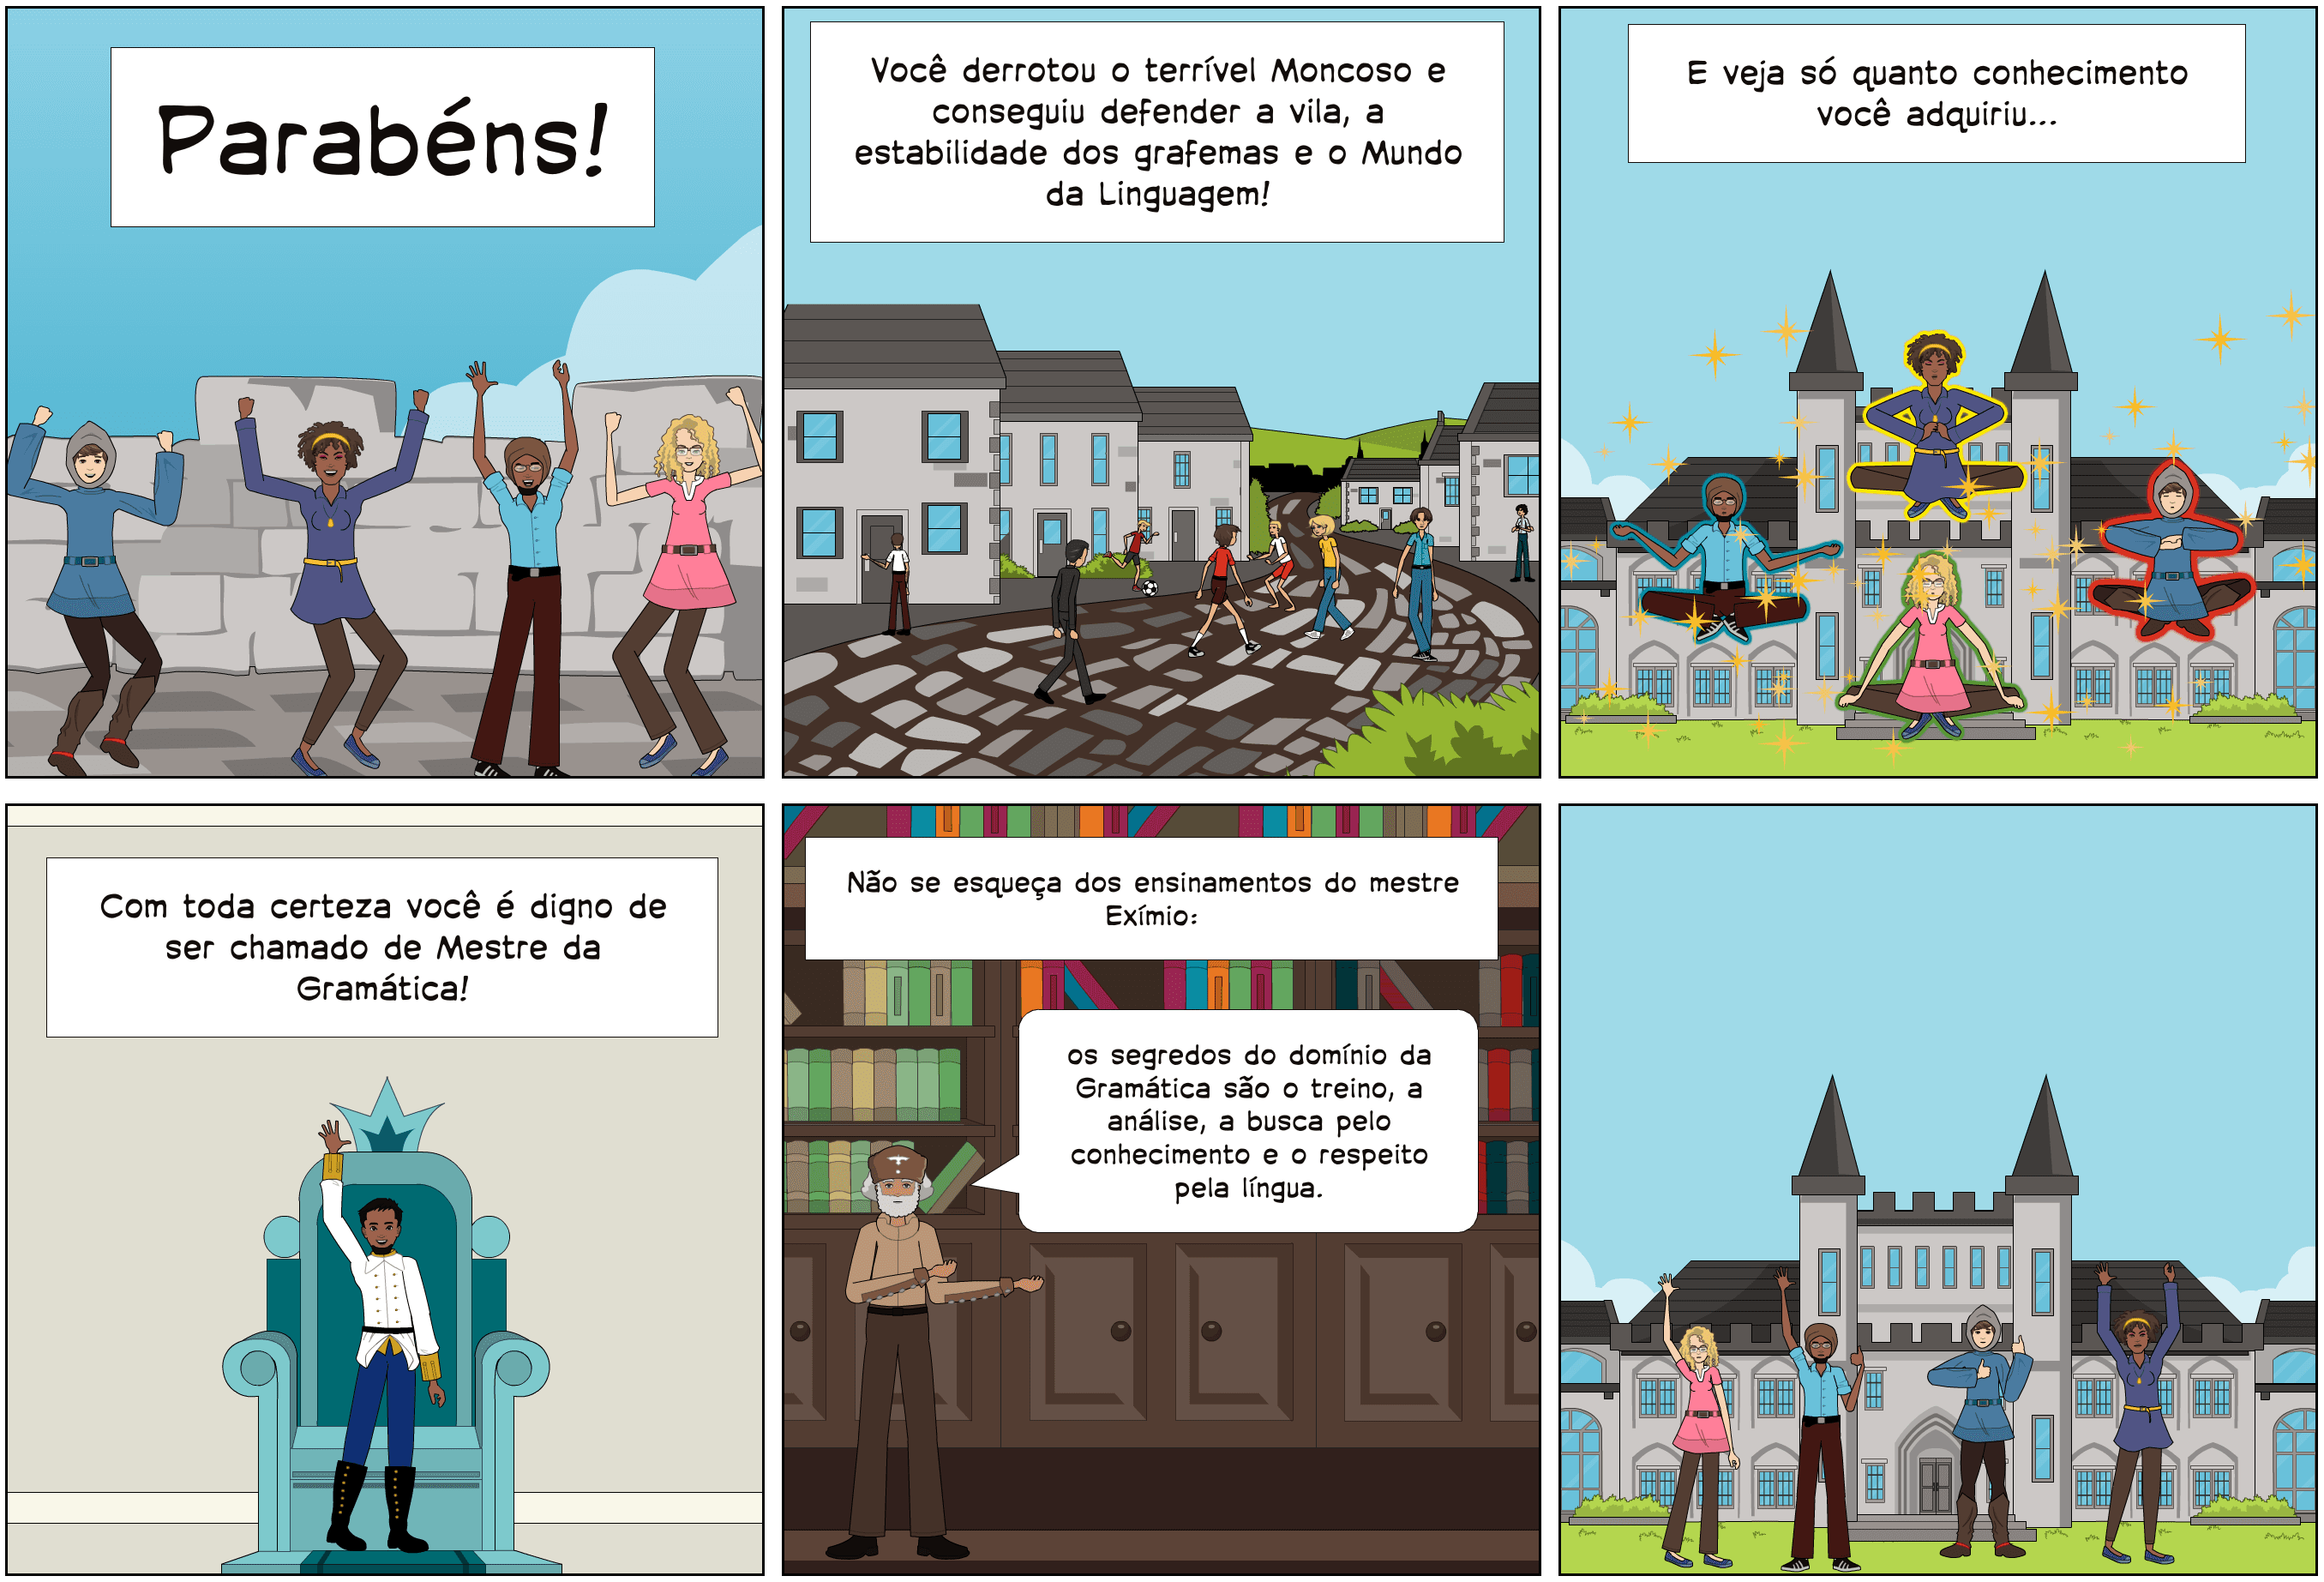 Parabéns!
Você derrotou o terrível Moncoso e
conseguiu defender a vila, a
estabilidade dos grafemas e o Mundo
da Linguagem!
E veja só quanto conhecimento
você adquiriu...
Com toda certeza você é digno de
ser chamado de Mestre da
Gramática!
Não se esqueça dos ensinamentos do mestre
Exímio:
os segredos do domínio da
Gramática são o treino, a
análise, a busca pelo
conhecimento e o respeito
pela língua.